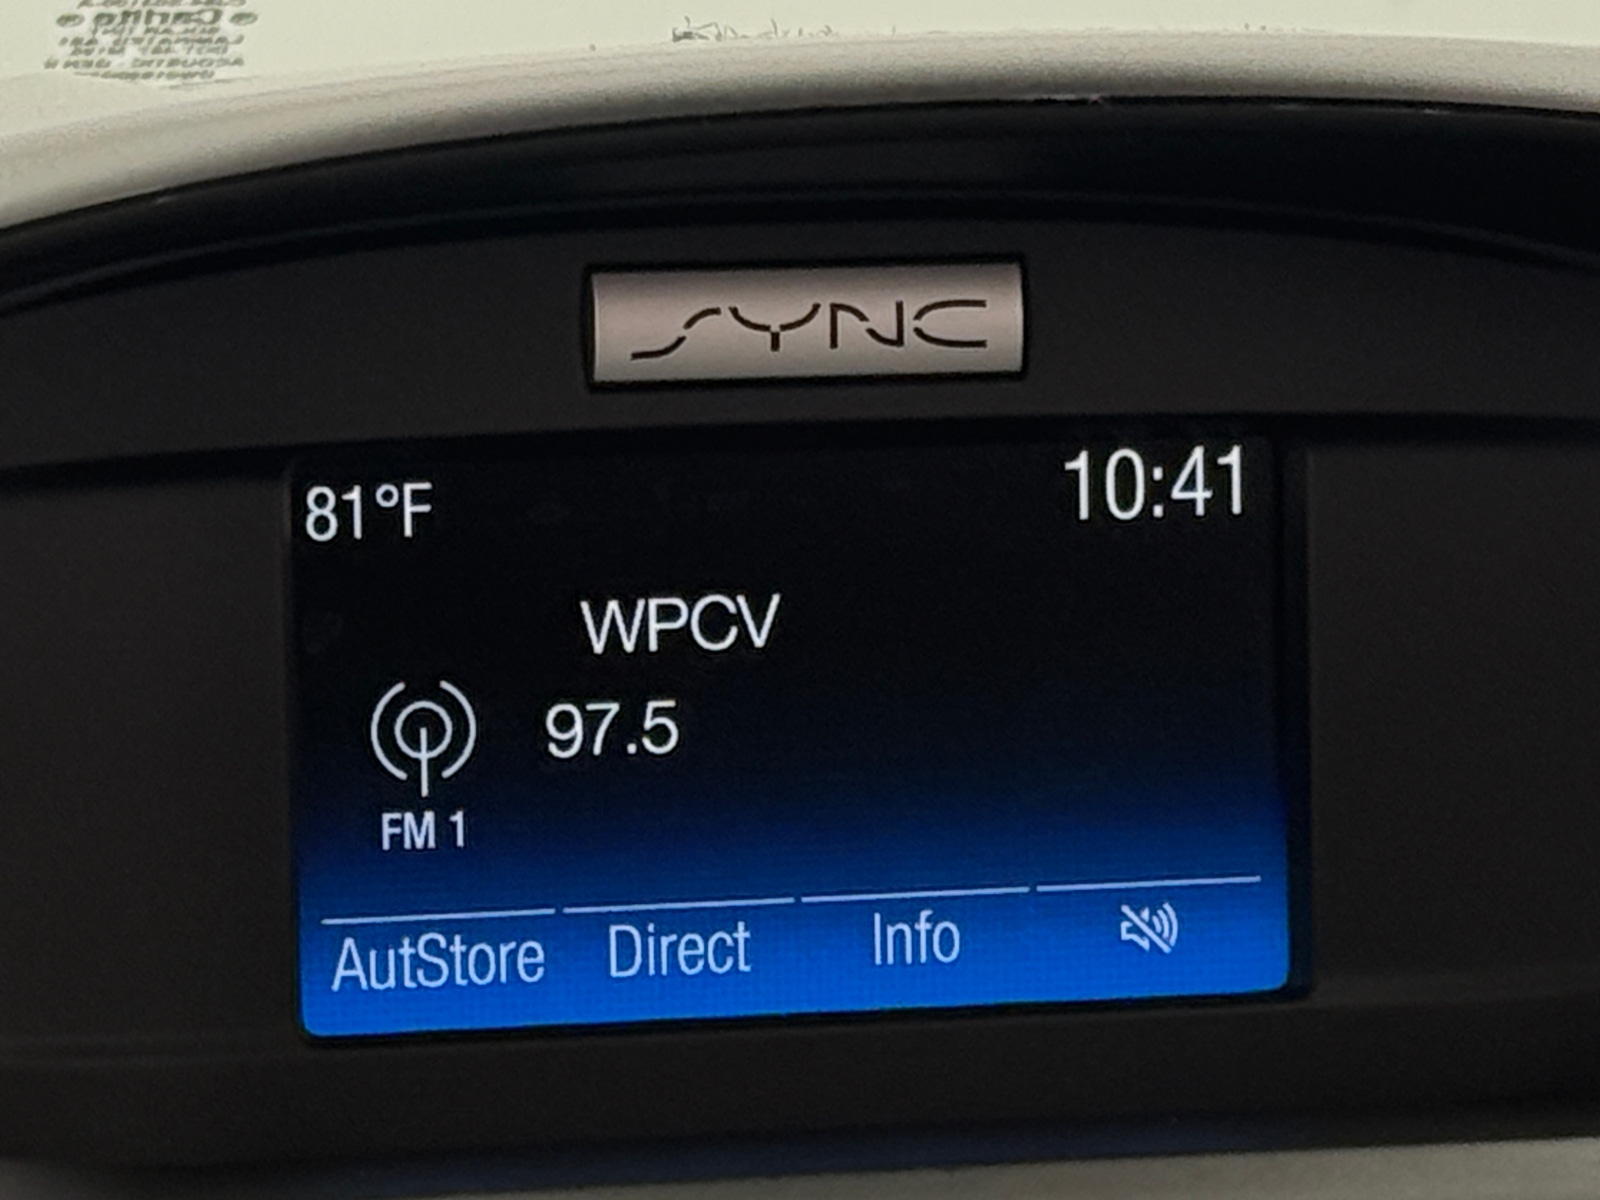 SYNC
81°F
10:41
WPCV
97.5
FM 1
AutStore Direct Info